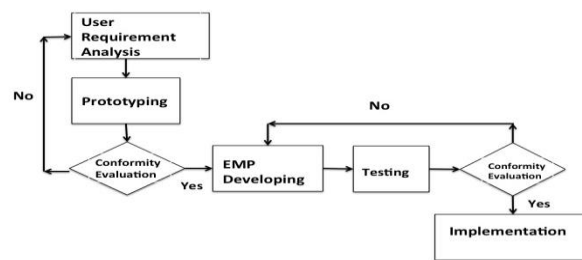 User
Requirement
Analysis
No
Prototyping
No
Conformity
Evaluation
Yes
EMP
Developing
Testing
Conformity
Evaluation
Yes
Implementation